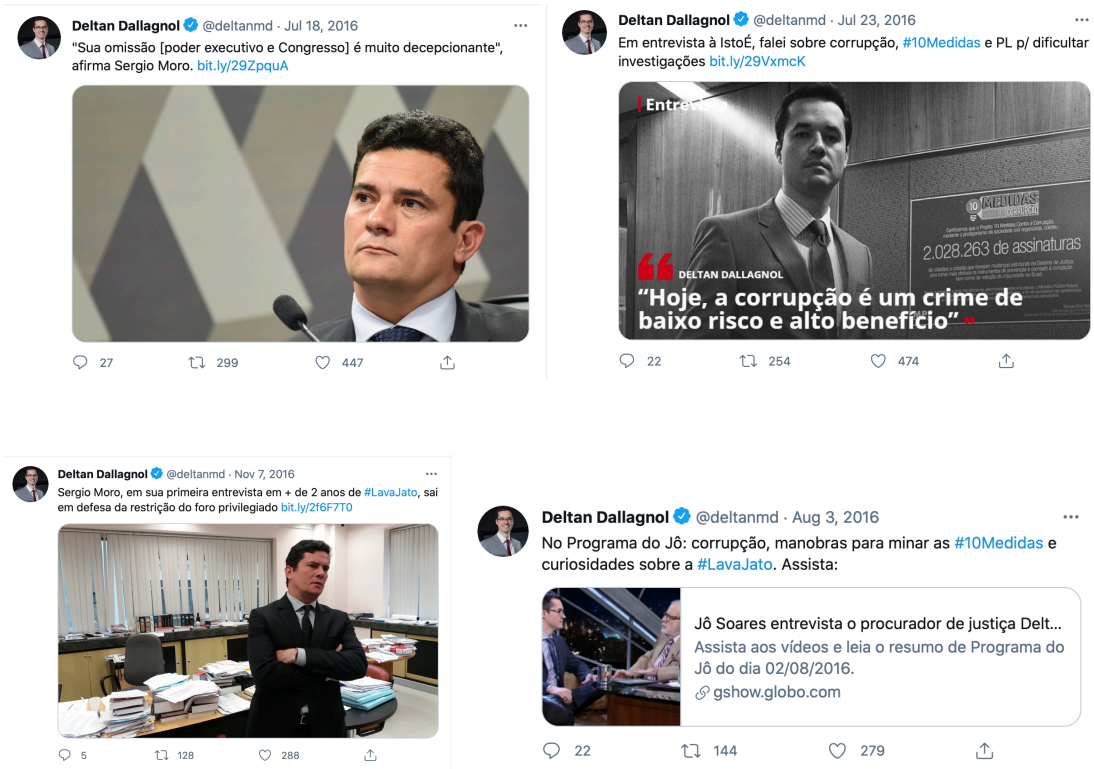 Deltan Dallagnol @deltanmd · Jul 18, 2016
"Sua omissão [poder executivo e Congresso] é muito decepcionante",
afirma Sergio Moro. bit.ly/29ZpquA
27 299 447
Deltan Dallagnol @deltanmd · Jul 23, 2016
Em entrevista à IstoÉ, falei sobre corrupção, #10Medidas e PL p/ dificultar
investigações bit.ly/29VxmcK
Entrevista
10 MEDIDAS
CONTRA A CORRUPÇÃO
2.028.263 de assinaturas
DELTAN DALLAGNOL
“Hoje, a corrupção é um crime de
baixo risco e alto benefício”
22 254 474
Deltan Dallagnol @deltanmd · Nov 7, 2016
Sergio Moro, em sua primeira entrevista em + de 2 anos de #LavaJato, sai
em defesa da restrição do foro privilegiado bit.ly/2f6F7T0
5 128 288
Deltan Dallagnol @deltanmd · Aug 3, 2016
No Programa do Jô: corrupção, manobras para minar as #10Medidas e
curiosidades sobre a #LavaJato. Assista:
Jô Soares entrevista o procurador de justiça Delt...
Assista aos vídeos e leia o resumo de Programa do
Jô do dia 02/08/2016.
gshow.globo.com
22 144 279